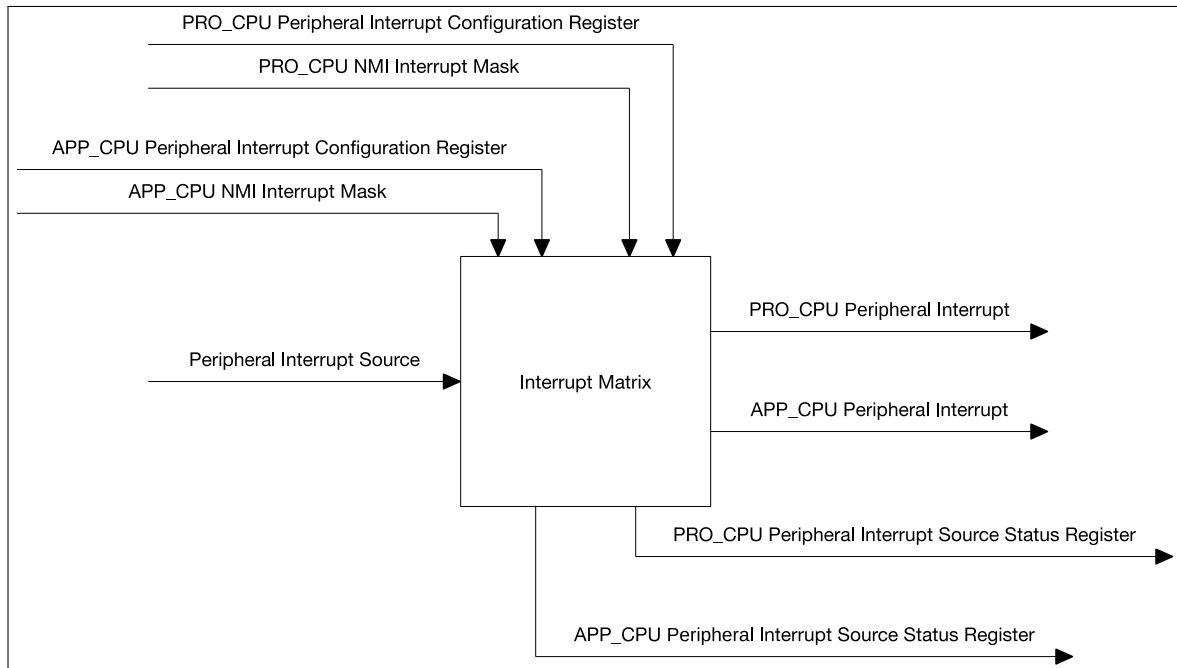 PRO_CPU Peripheral Interrupt Configuration Register
PRO_CPU NMI Interrupt Mask
APP_CPU Peripheral Interrupt Configuration Register
APP_CPU NMI Interrupt Mask
PRO_CPU Peripheral Interrupt
Peripheral Interrupt Source
Interrupt Matrix
APP_CPU Peripheral Interrupt
PRO_CPU Peripheral Interrupt Source Status Register
APP_CPU Peripheral Interrupt Source Status Register